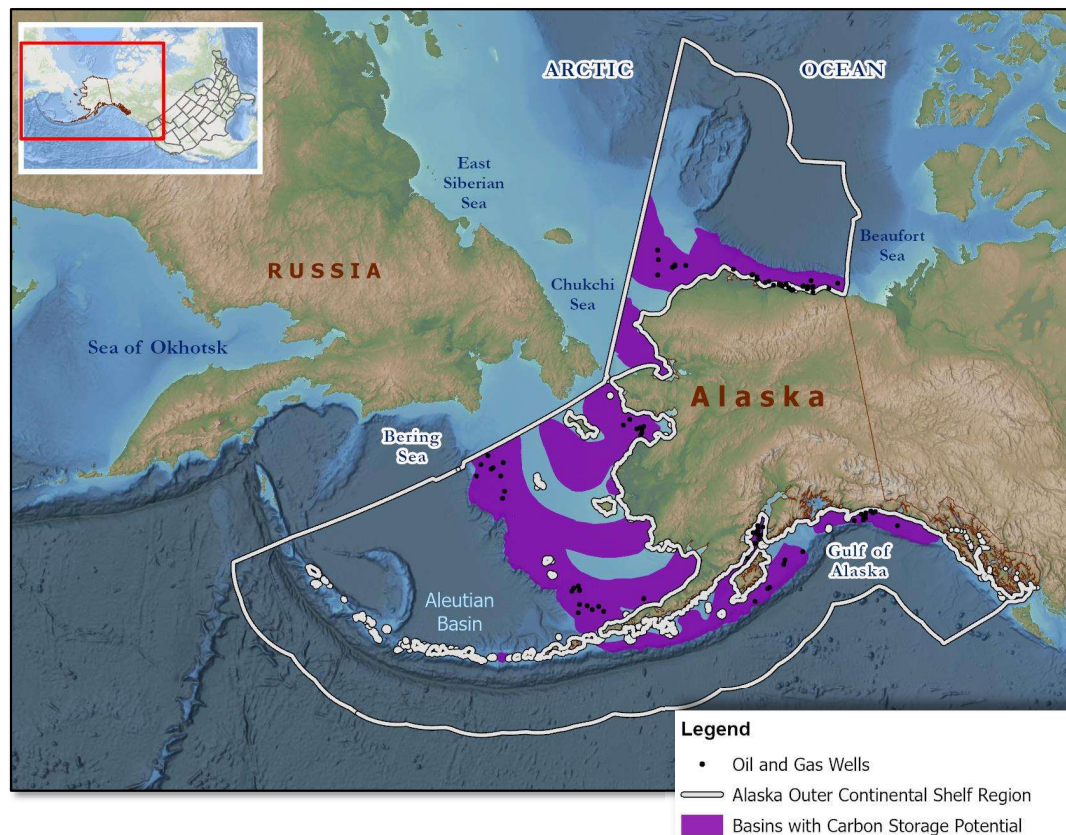 ARCTIC OCEAN
East
Siberian
Sea
Beaufort
Sea
RUSSIA
Chukchi
Sea
Sea of Okhotsk
Alaska
Bering
Sea
Gulf of
Alaska
Aleutian
Basin
Legend
Oil and Gas Wells
Alaska Outer Continental Shelf Region
Basins with Carbon Storage Potential